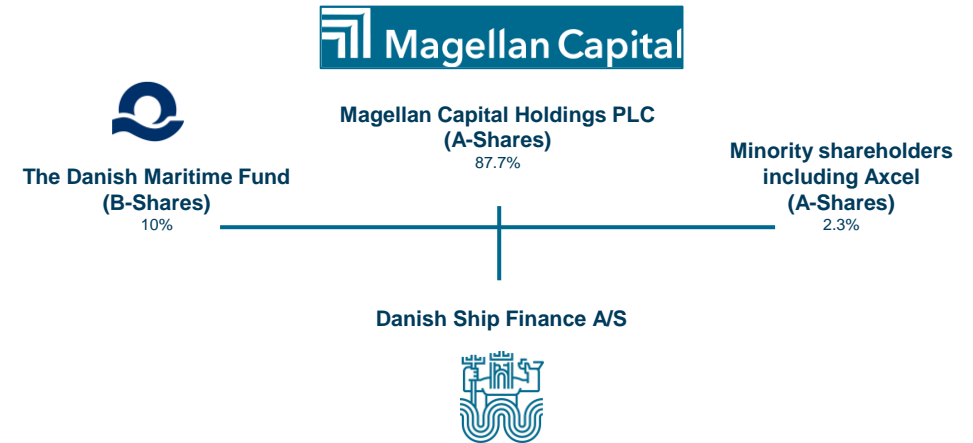 Magellan Capital
Magellan Capital Holdings PLC
(A-Shares)
87.7%
The Danish Maritime Fund
(B-Shares)
10%
Minority shareholders
including Axcel
(A-Shares)
2.3%
Danish Ship Finance A/S